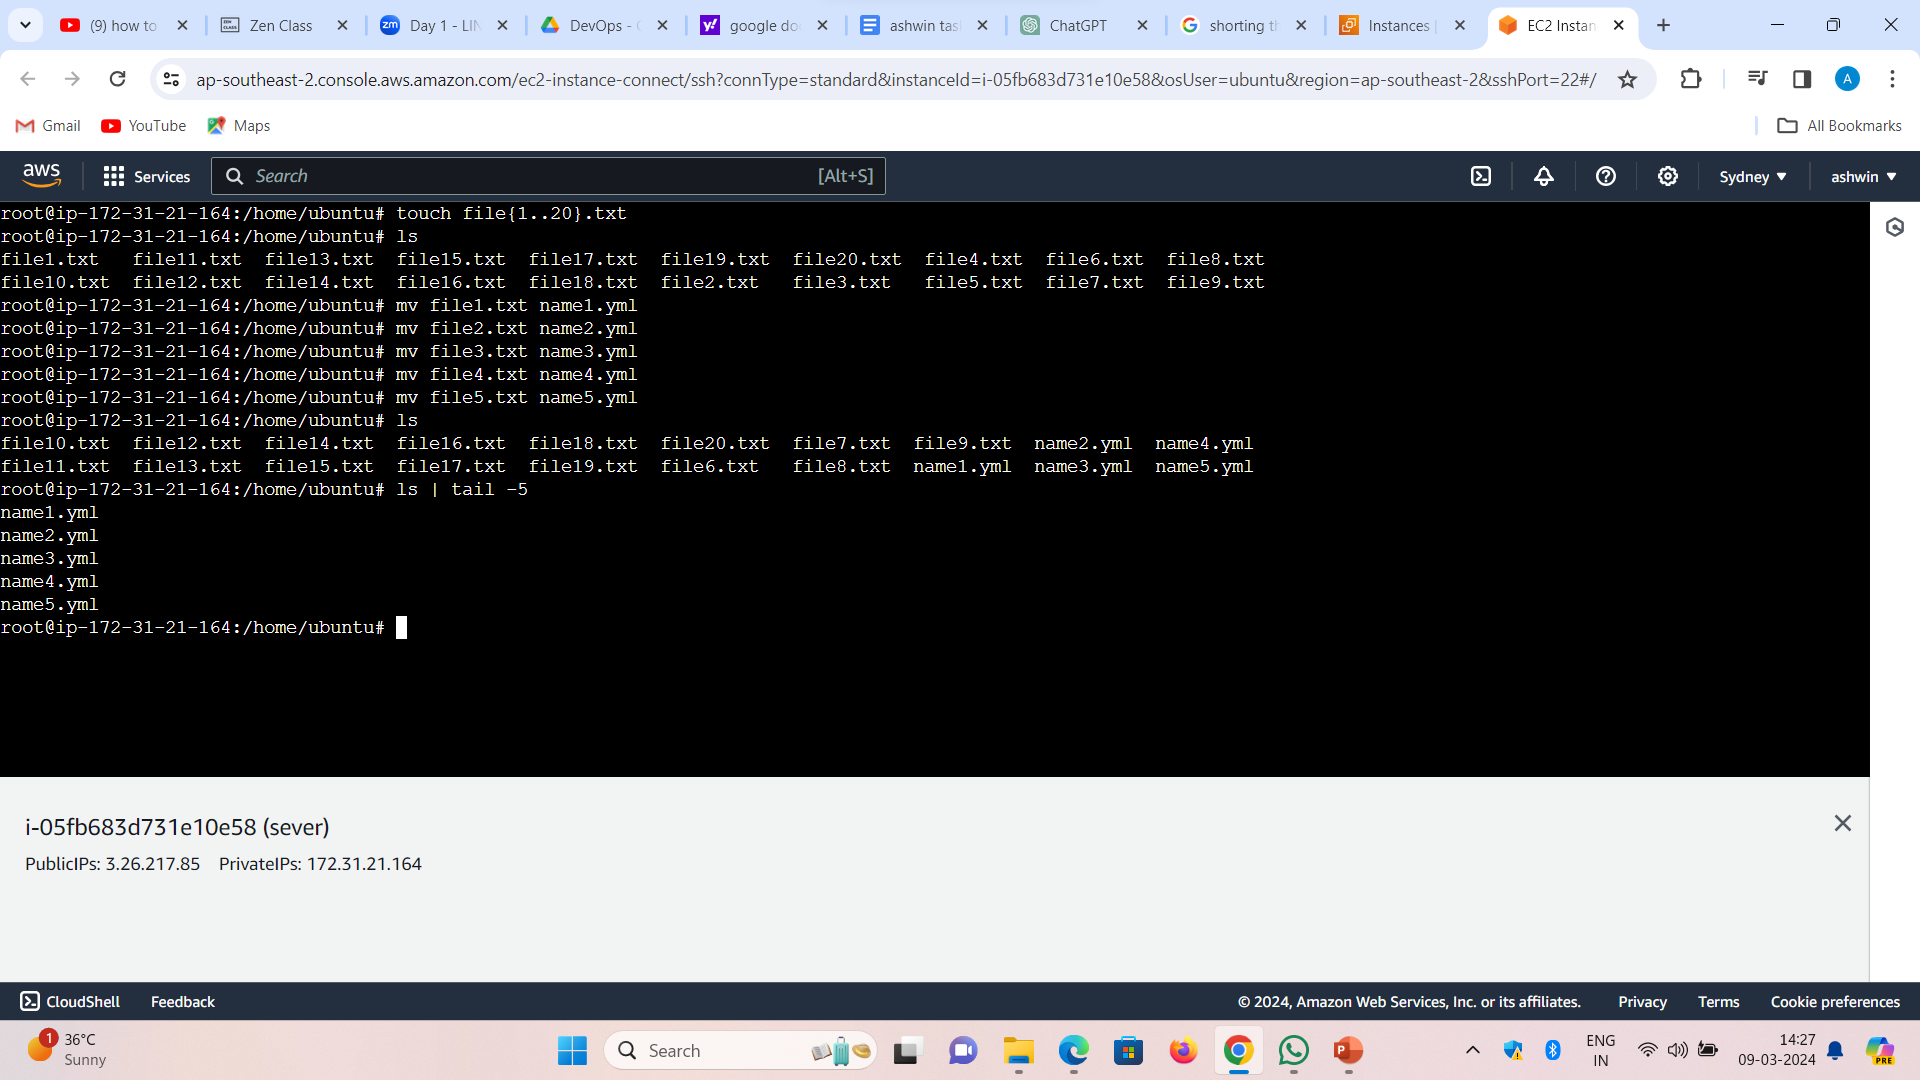 (9) how to
Zen Class
zm
Day 1 - LIN
DevOps - 
google do
ashwin tas
ChatGPT
shorting th
Instances |
EC2 Instan
ap-southeast-2.console.aws.amazon.com/ec2-instance-connect/ssh?connType=standard&instanceId=i-05fb683d731e10e58&osUser=ubuntu&region=ap-southeast-2&sshPort=22#/
A
Gmail
YouTube
Maps
All Bookmarks
aws
Services
Search
[Alt+S]
Sydney
ashwin
root@ip-172-31-21-164:/home/ubuntu# touch file{1..20}.txt
root@ip-172-31-21-164:/home/ubuntu# ls
file1.txt   file11.txt  file13.txt  file15.txt  file17.txt  file19.txt  file20.txt  file4.txt  file6.txt  file8.txt
file10.txt  file12.txt  file14.txt  file16.txt  file18.txt  file2.txt   file3.txt   file5.txt  file7.txt  file9.txt
root@ip-172-31-21-164:/home/ubuntu# mv file1.txt name1.yml
root@ip-172-31-21-164:/home/ubuntu# mv file2.txt name2.yml
root@ip-172-31-21-164:/home/ubuntu# mv file3.txt name3.yml
root@ip-172-31-21-164:/home/ubuntu# mv file4.txt name4.yml
root@ip-172-31-21-164:/home/ubuntu# mv file5.txt name5.yml
root@ip-172-31-21-164:/home/ubuntu# ls
file10.txt  file12.txt  file14.txt  file16.txt  file18.txt  file20.txt  file7.txt  file9.txt  name2.yml  name4.yml
file11.txt  file13.txt  file15.txt  file17.txt  file19.txt  file6.txt   file8.txt  name1.yml  name3.yml  name5.yml
root@ip-172-31-21-164:/home/ubuntu# ls | tail -5
name1.yml
name2.yml
name3.yml
name4.yml
name5.yml
root@ip-172-31-21-164:/home/ubuntu#
i-05fb683d731e10e58 (sever)
PublicIPs: 3.26.217.85    PrivateIPs: 172.31.21.164
CloudShell
Feedback
© 2024, Amazon Web Services, Inc. or its affiliates.
Privacy
Terms
Cookie preferences
1
36°C
Sunny
Search
ENG
IN
14:27
09-03-2024
PRE